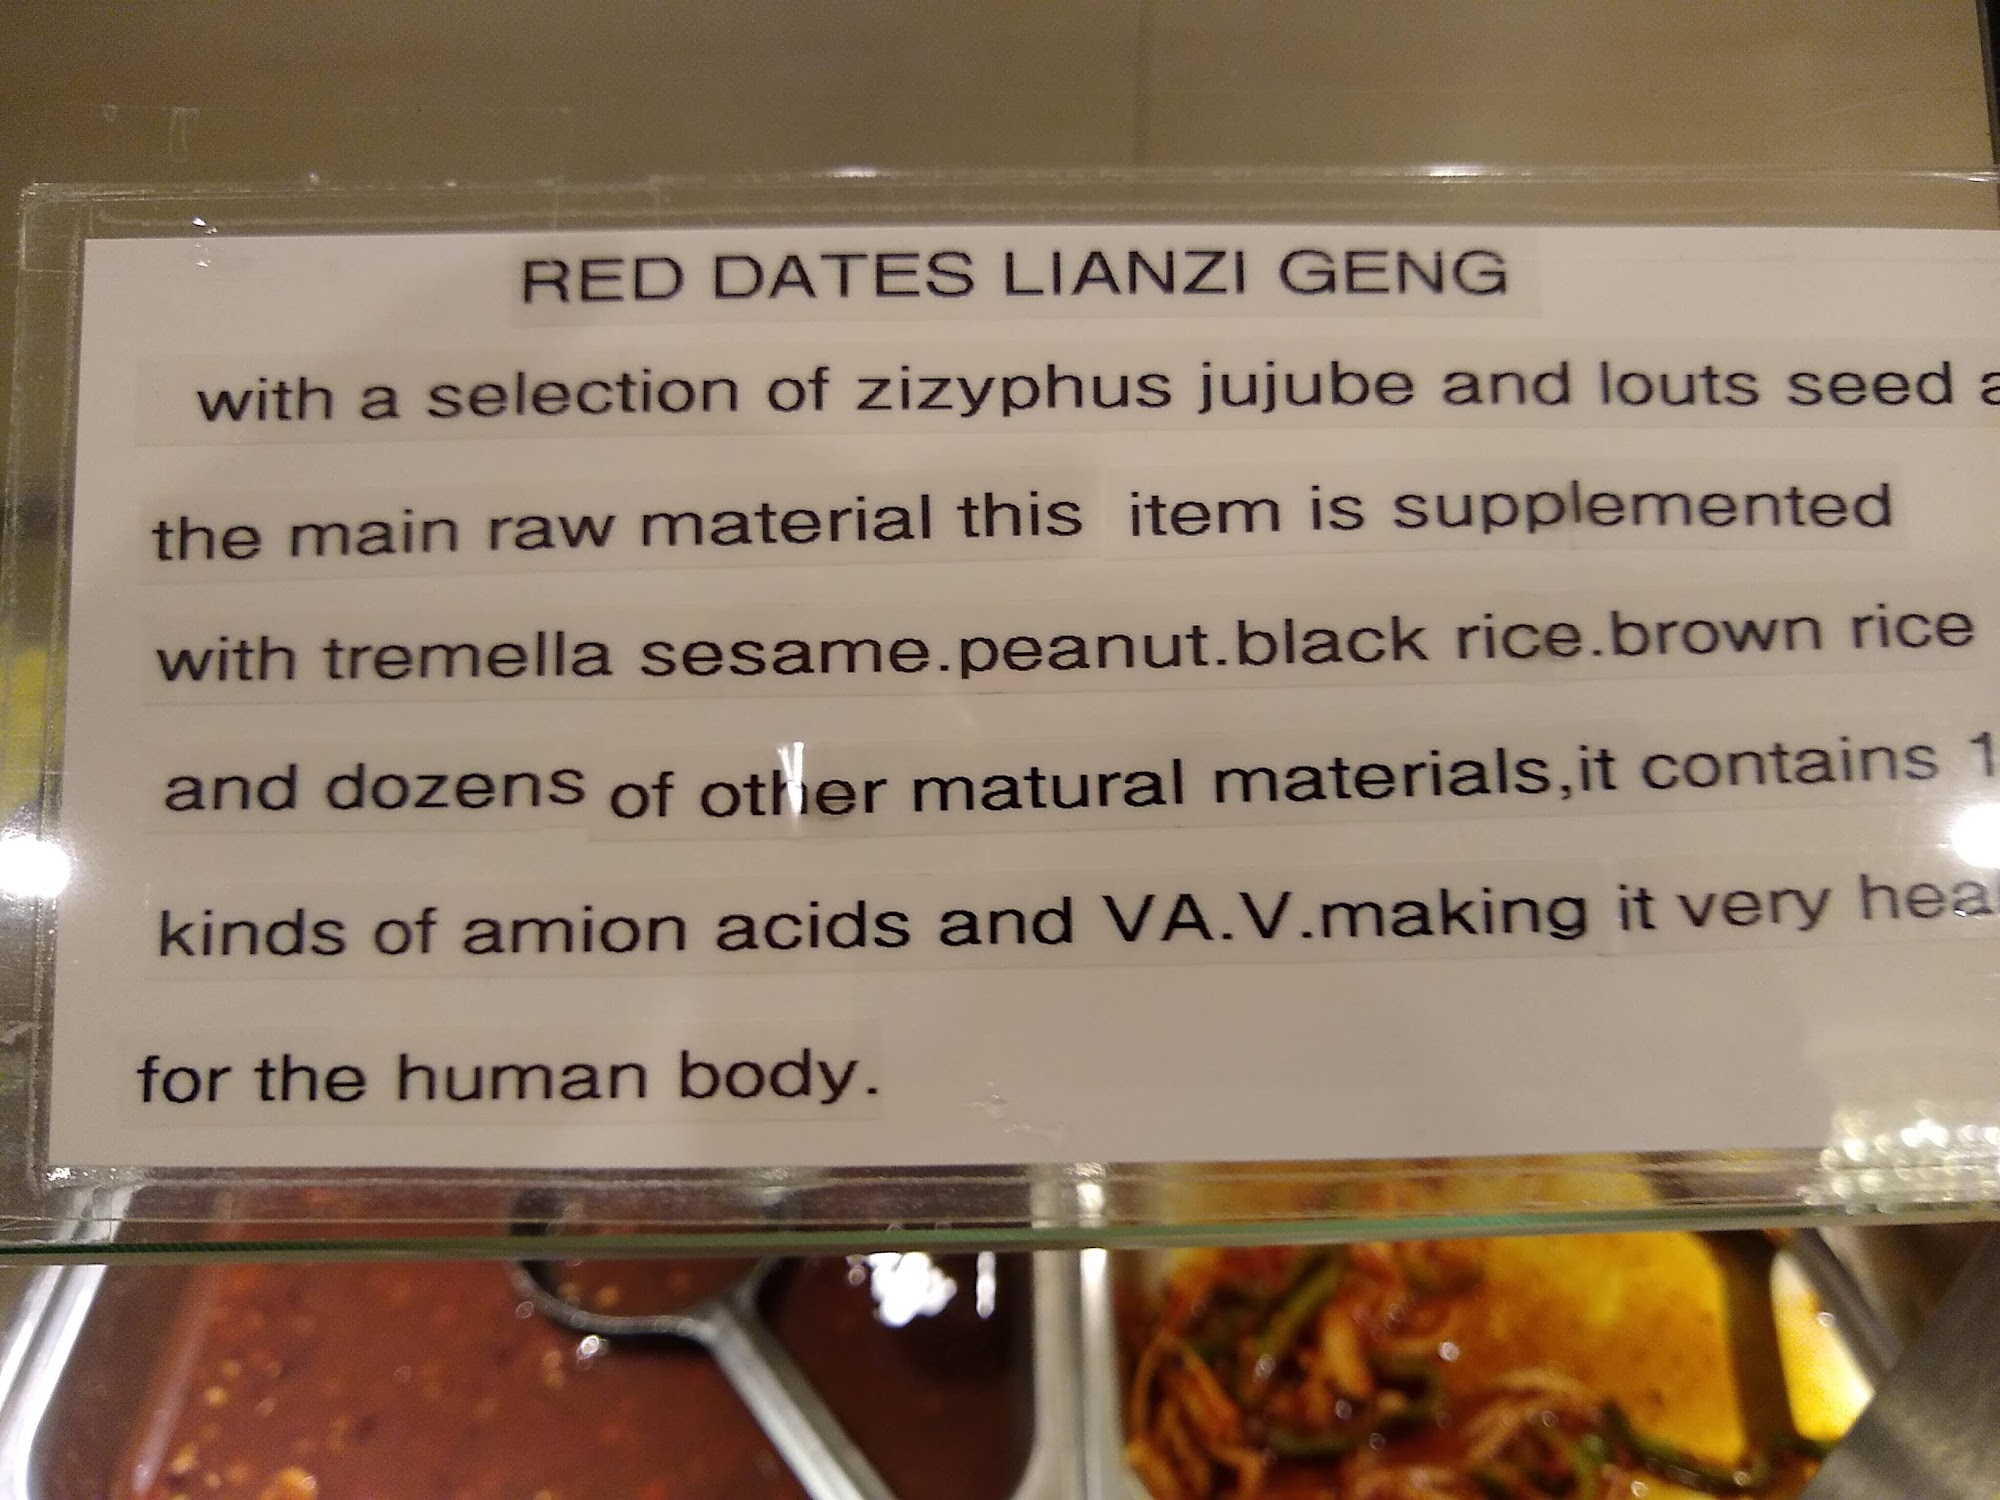 RED DATES LIANZI GENG
with a selection of zizyphus jujube and louts seed
the main raw material this item is supplemented
with tremella sesame.peanut.black rice.brown rice
and dozens of other matural materials,it contains
kinds of amion acids and VA.V.making it very
for the human body.